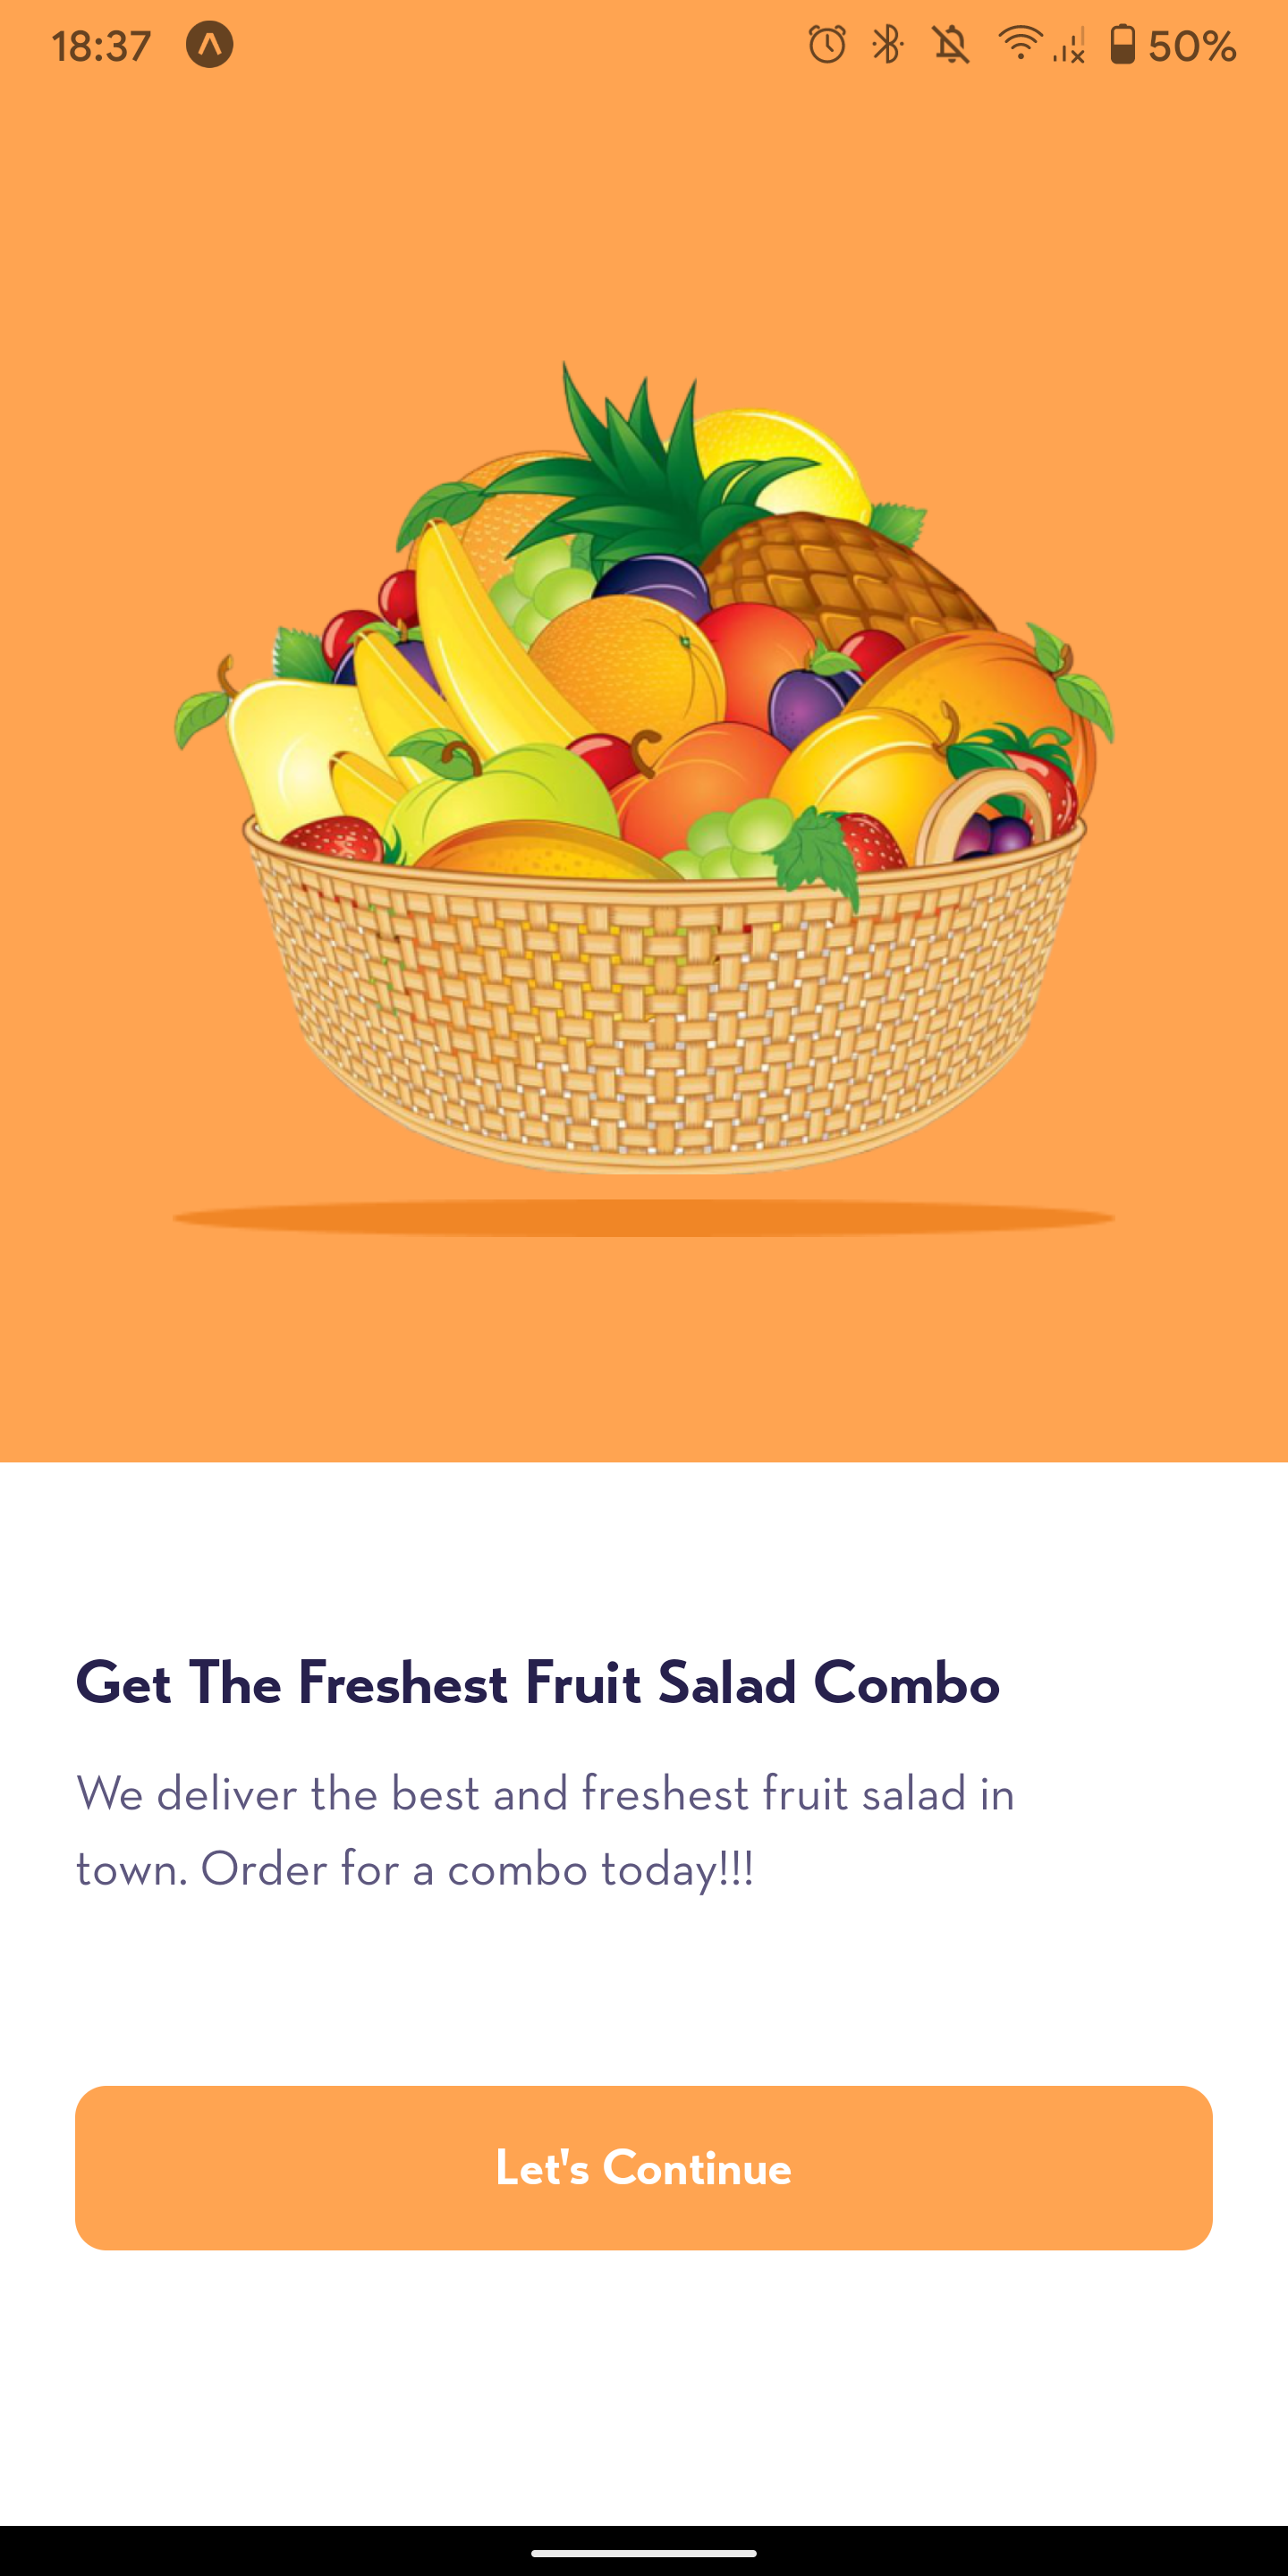 18:37
50%
Get The Freshest Fruit Salad Combo
We deliver the best and freshest fruit salad in
town. Order for a combo today!!!
Let's Continue